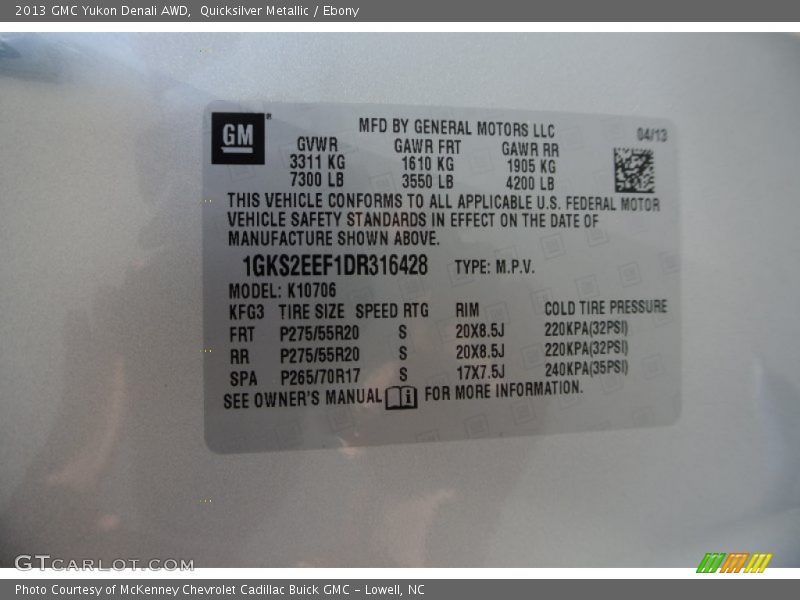 2013 GMC Yukon Denali AWD, Quicksilver Metallic / Ebony
GM
MFD BY GENERAL MOTORS LLC
04/13
GVWR GAWR FRT GAWR RR
3311 KG 1610 KG 1905 KG
7300 LB 3550 LB 4200 LB
THIS VEHICLE CONFORMS TO ALL APPLICABLE U.S. FEDERAL MOTOR
VEHICLE SAFETY STANDARDS IN EFFECT ON THE DATE OF
MANUFACTURE SHOWN ABOVE.
1GKS2EEF1DR316428 TYPE: M.P.V.
MODEL: K10706
KFG3 TIRE SIZE SPEED RTG RIM COLD TIRE PRESSURE
FRT P275/55R20 S 20X8.5J 220KPA(32PSI)
RR P275/55R20 S 20X8.5J 220KPA(32PSI)
SPA P265/70R17 S 17X7.5J 240KPA(35PSI)
SEE OWNER'S MANUAL i FOR MORE INFORMATION.
GTCARLOT.COM
Photo Courtesy of McKenney Chevrolet Cadillac Buick GMC - Lowell, NC